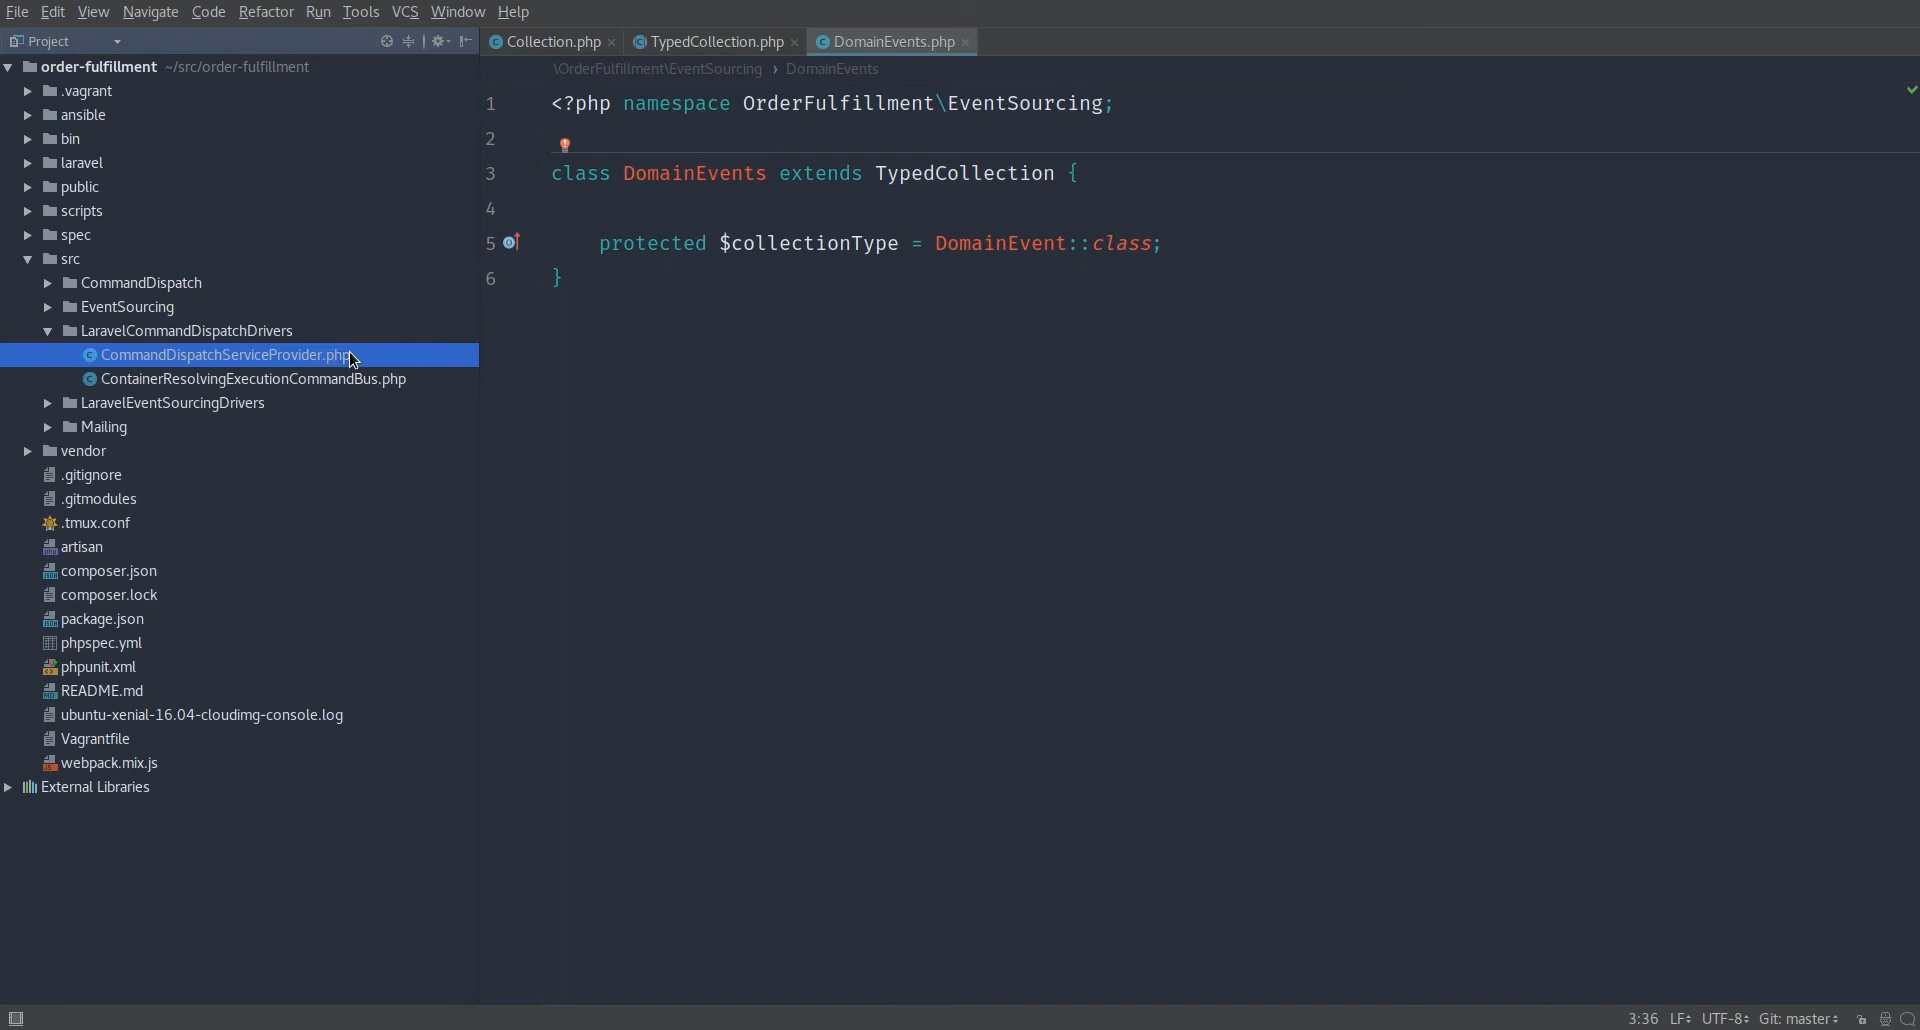 File Edit View Navigate Code Refactor Run Tools VCS Window Help
Project
Collection.php TypedCollection.php DomainEvents.php
order-fulfillment ~/src/order-fulfillment
.vagrant
ansible
bin
laravel
public
scripts
spec
src
CommandDispatch
EventSourcing
LaravelCommandDispatchDrivers
CommandDispatchServiceProvider.php
ContainerResolvingExecutionCommandBus.php
LaravelEventSourcingDrivers
Mailing
vendor
.gitignore
.gitmodules
.tmux.conf
artisan
composer.json
composer.lock
package.json
phpspec.yml
phpunit.xml
README.md
ubuntu-xenial-16.04-cloudimg-console.log
Vagrantfile
webpack.mix.js
External Libraries
\OrderFulfillment\EventSourcing › DomainEvents
1 <?php namespace OrderFulfillment\EventSourcing;
2
3 class DomainEvents extends TypedCollection {
4
5 protected $collectionType = DomainEvent::class;
6 }
3:36 LF UTF-8 Git: master